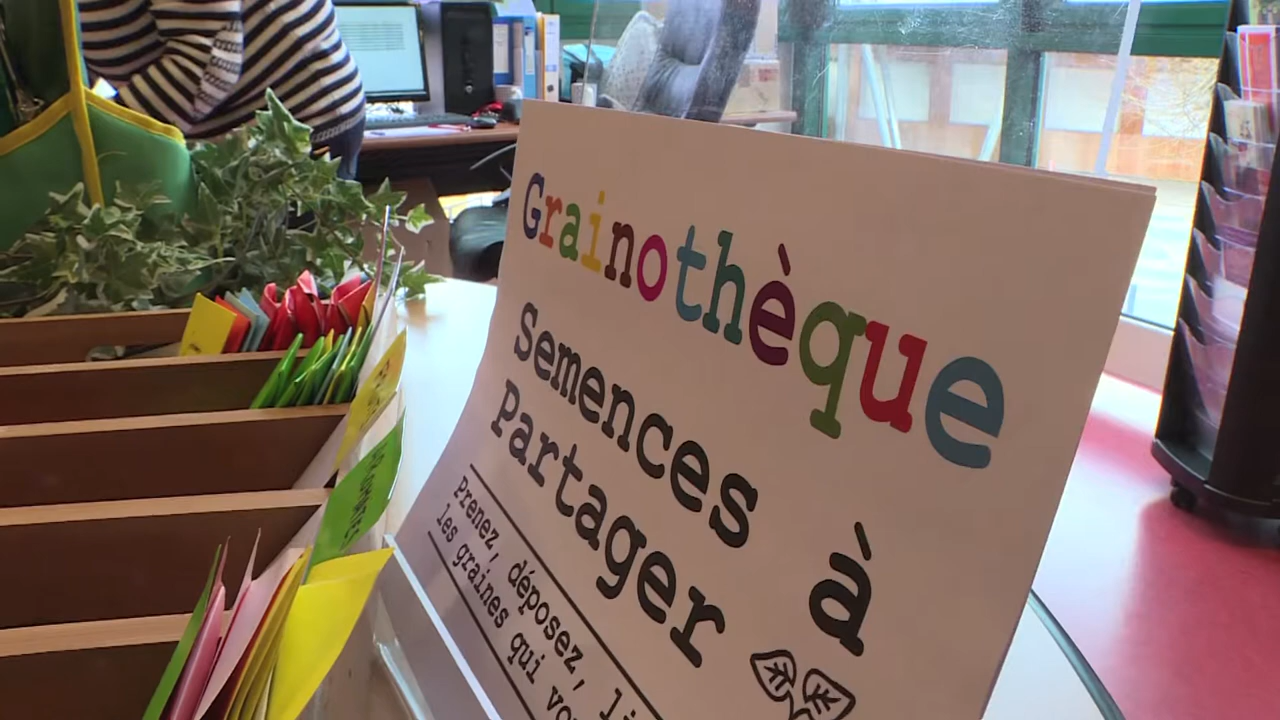 Grainothèque
Semences à
Partager
Prenez, déposez,
les graines qui